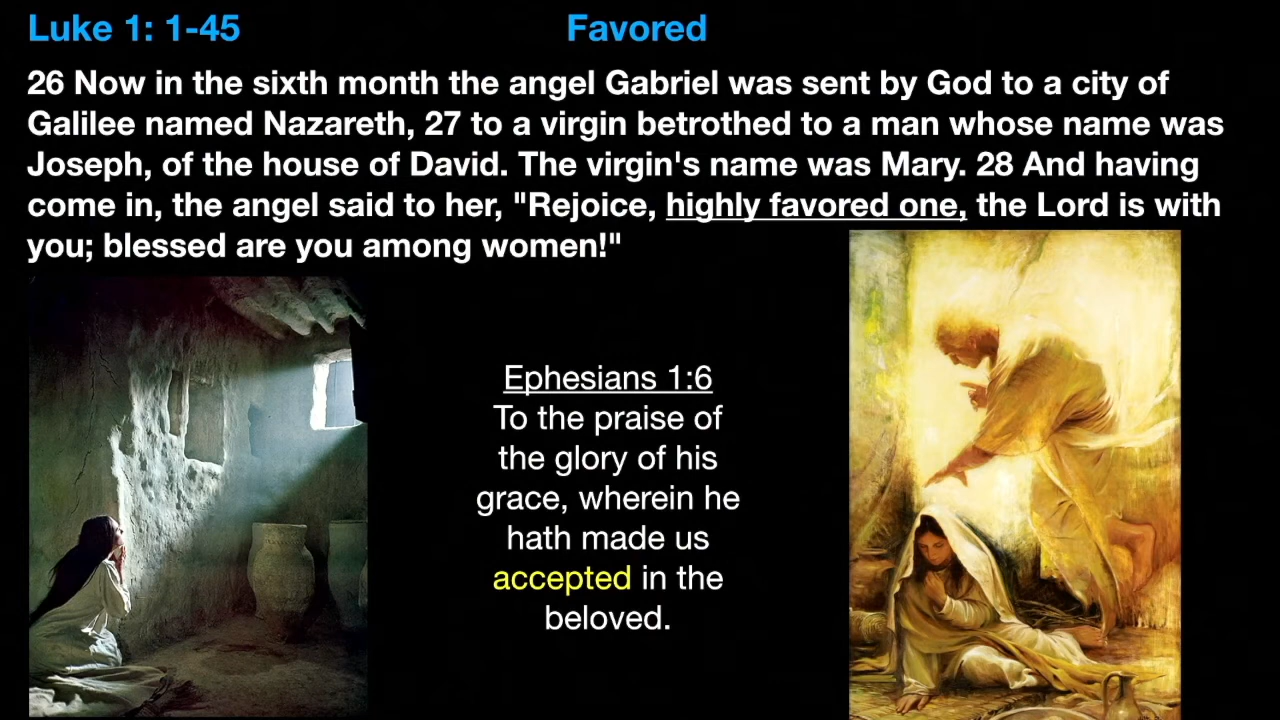 Luke 1: 1-45
Favored
26 Now in the sixth month the angel Gabriel was sent by God to a city of
Galilee named Nazareth, 27 to a virgin betrothed to a man whose name was
Joseph, of the house of David. The virgin's name was Mary. 28 And having
come in, the angel said to her, "Rejoice, highly favored one, the Lord is with
you; blessed are you among women!"
Ephesians 1:6
To the praise of
the glory of his
grace, wherein he
hath made us
accepted in the
beloved.